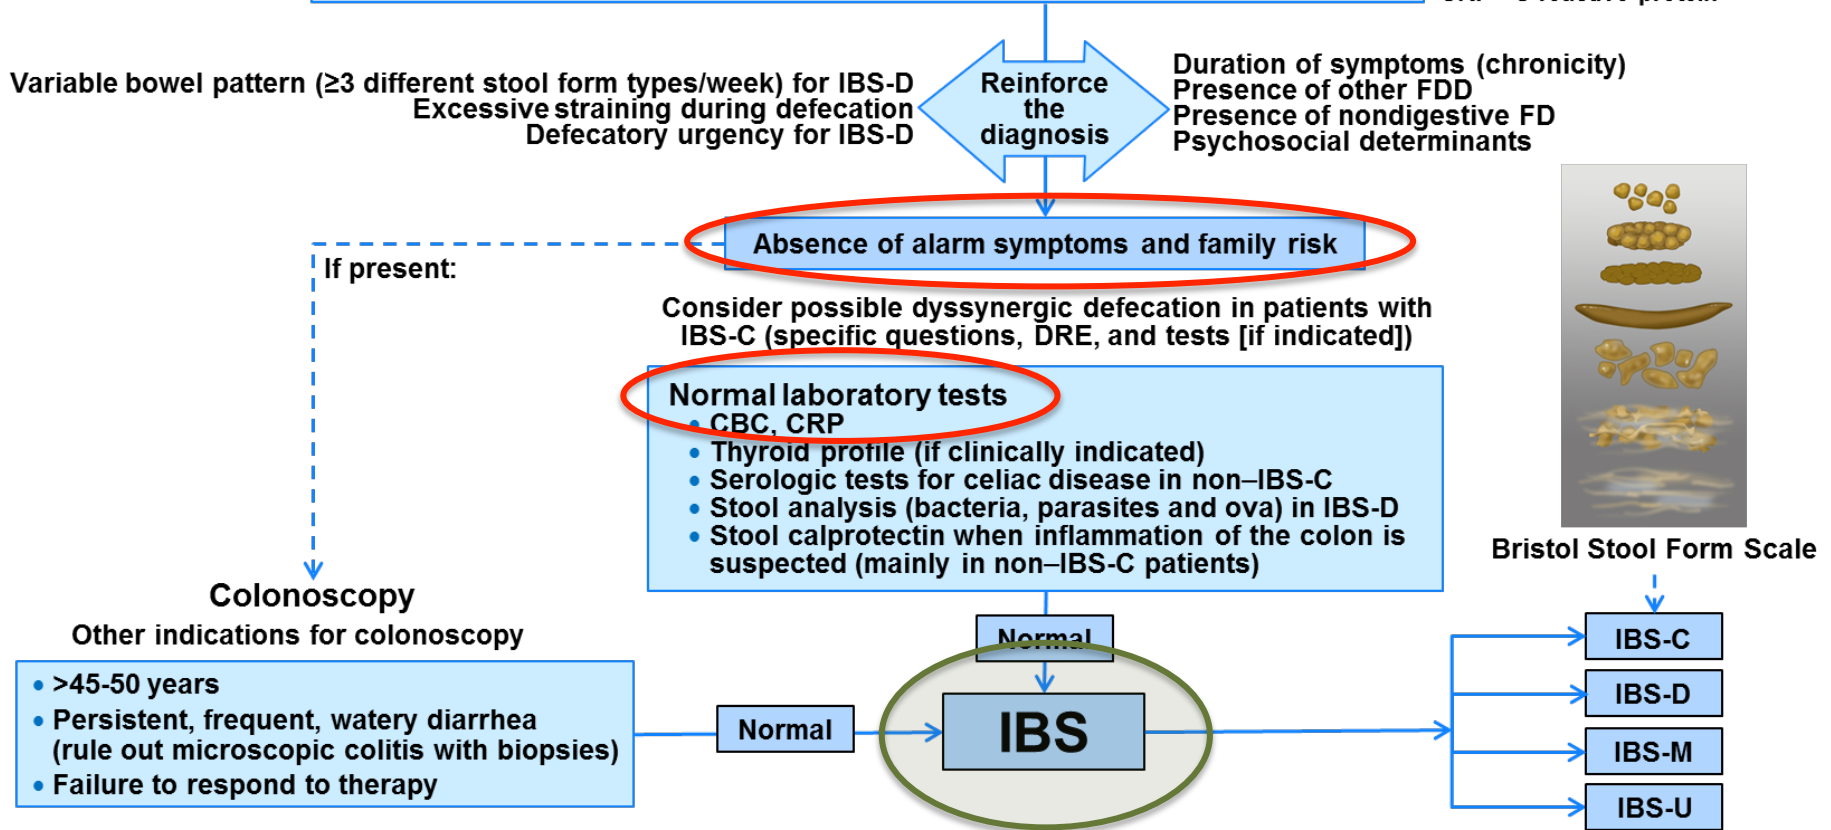 Variable bowel pattern (≥3 different stool form types/week) for IBS-D
Excessive straining during defecation
Defecatory urgency for IBS-D
Reinforce
the
diagnosis
Duration of symptoms (chronicity)
Presence of other FDD
Presence of nondigestive FD
Psychosocial determinants
Absence of alarm symptoms and family risk
If present:
Consider possible dyssynergic defecation in patients with
IBS-C (specific questions, DRE, and tests [if indicated])
Normal laboratory tests
• CBC, CRP
• Thyroid profile (if clinically indicated)
• Serologic tests for celiac disease in non–IBS-C
• Stool analysis (bacteria, parasites and ova) in IBS-D
• Stool calprotectin when inflammation of the colon is
suspected (mainly in non–IBS-C patients)
Bristol Stool Form Scale
Colonoscopy
Other indications for colonoscopy
• >45-50 years
• Persistent, frequent, watery diarrhea
(rule out microscopic colitis with biopsies)
• Failure to respond to therapy
Normal
Normal
IBS
IBS-C
IBS-D
IBS-M
IBS-U